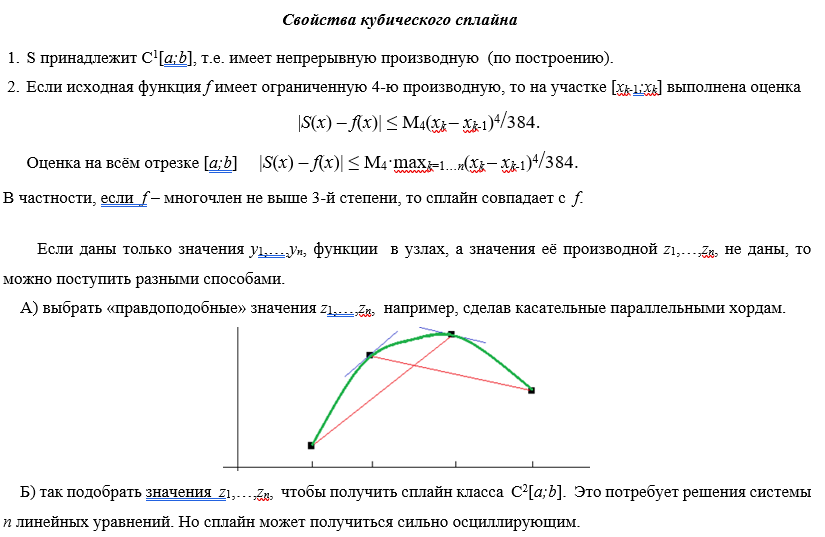 Свойства кубического сплайна
1. S принадлежит C¹[a;b], т.е. имеет непрерывную производную (по построению).
2. Если исходная функция f имеет ограниченную 4-ю производную, то на участке [xₖ₋₁;xₖ] выполнена оценка
|S(x) – f(x)| ≤ M₄(xₖ – xₖ₋₁)⁴/384.
Оценка на всём отрезке [a;b] |S(x) – f(x)| ≤ M₄·maxₖ₌₁…ₙ(xₖ – xₖ₋₁)⁴/384.
В частности, если f – многочлен не выше 3-й степени, то сплайн совпадает с f.
Если даны только значения y₁,…,yₙ, функции в узлах, а значения её производной z₁,…,zₙ, не даны, то
можно поступить разными способами.
А) выбрать «правдоподобные» значения z₁,…,zₙ, например, сделав касательные параллельными хордам.
Б) так подобрать значения z₁,…,zₙ, чтобы получить сплайн класса C²[a;b]. Это потребует решения системы
n линейных уравнений. Но сплайн может получиться сильно осциллирующим.